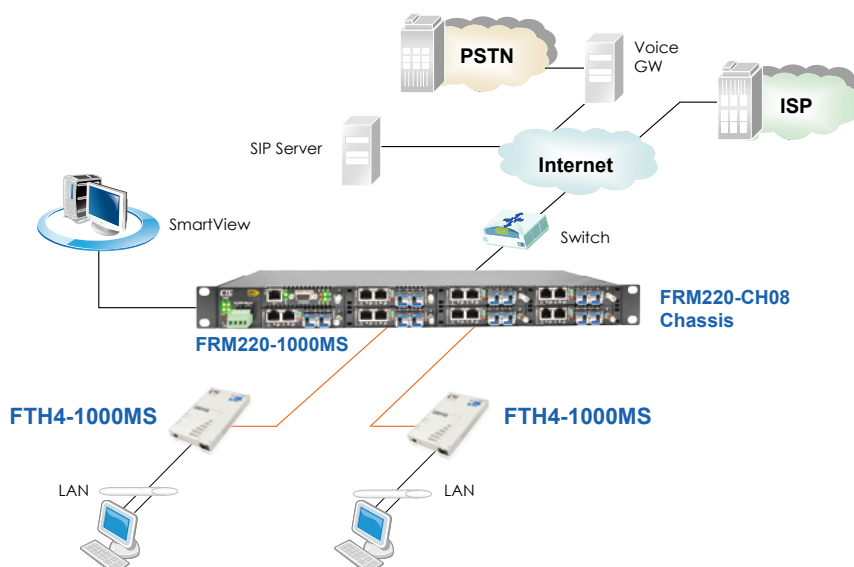 PSTN
Voice
GW
ISP
SIP Server
Internet
SmartView
Switch
FRM220-CH08
Chassis
FRM220-1000MS
FTH4-1000MS
FTH4-1000MS
LAN
LAN